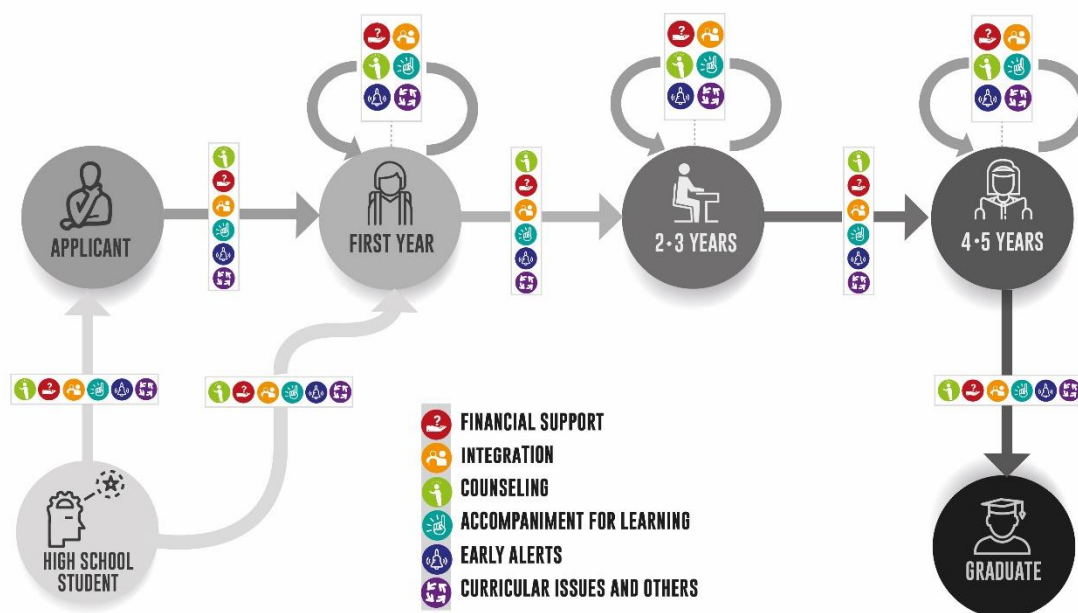 APPLICANT
FIRST YEAR
2·3 YEARS
4·5 YEARS
HIGH SCHOOL
STUDENT
FINANCIAL SUPPORT
INTEGRATION
COUNSELING
ACCOMPANIMENT FOR LEARNING
EARLY ALERTS
CURRICULAR ISSUES AND OTHERS
GRADUATE